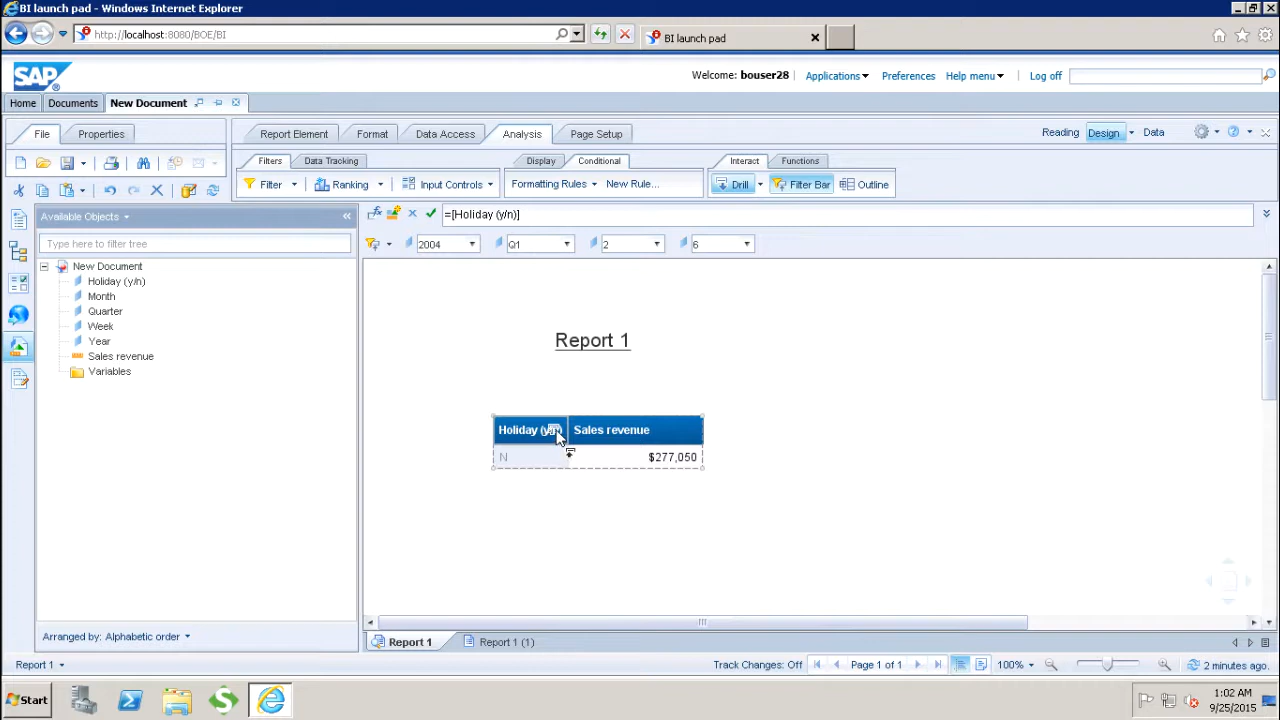 BI launch pad - Windows Internet Explorer
http://localhost:8080/BOE/BI
BI launch pad
SAP
Welcome: bouser28
Applications
Preferences
Help menu
Log off
Home
Documents
New Document
File
Properties
Report Element
Format
Data Access
Analysis
Page Setup
Reading
Design
Data
Filters
Data Tracking
Display
Conditional
Interact
Functions
Filter
Ranking
Input Controls
Formatting Rules
New Rule...
Drill
Filter Bar
Outline
Available Objects
=[Holiday (y/n)]
Type here to filter tree
2004
Q1
2
6
New Document
Holiday (y/n)
Month
Quarter
Week
Year
Sales revenue
Variables
Report 1
Holiday (y/n)
Sales revenue
N
$277,050
Arranged by: Alphabetic order
Report 1
Report 1 (1)
Report 1
Track Changes: Off
Page 1 of 1
100%
2 minutes ago.
Start
1:02 AM
9/25/2015